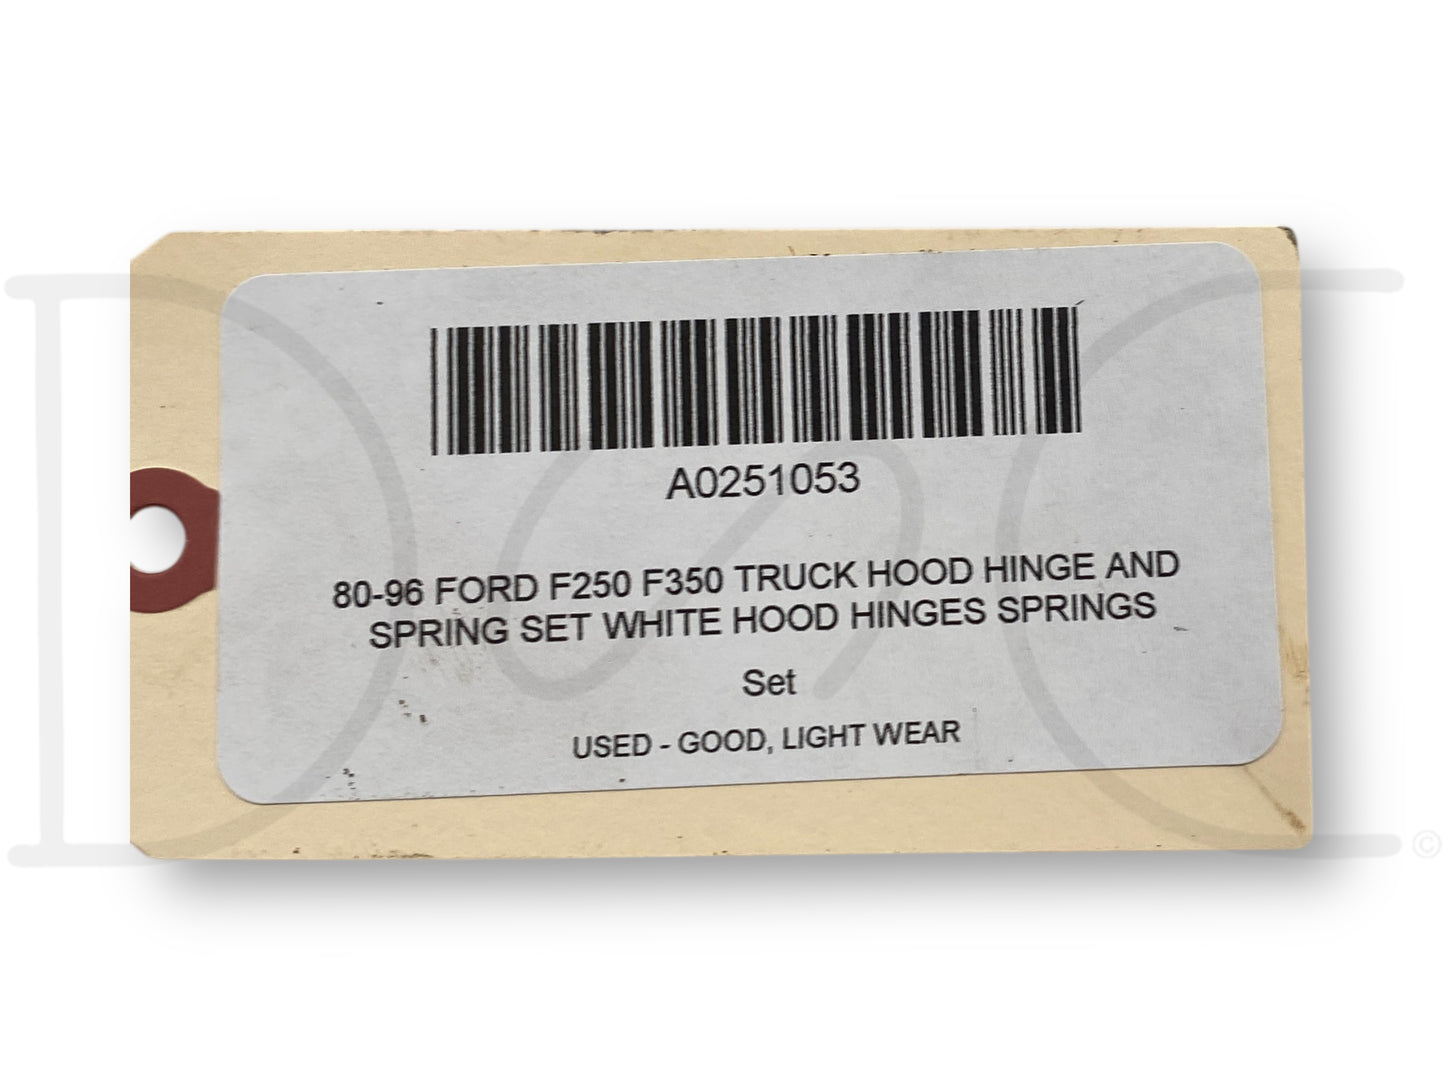 A0251053
80-96 FORD F250 F350 TRUCK HOOD HINGE AND
SPRING SET WHITE HOOD HINGES SPRINGS
Set
USED - GOOD, LIGHT WEAR
©